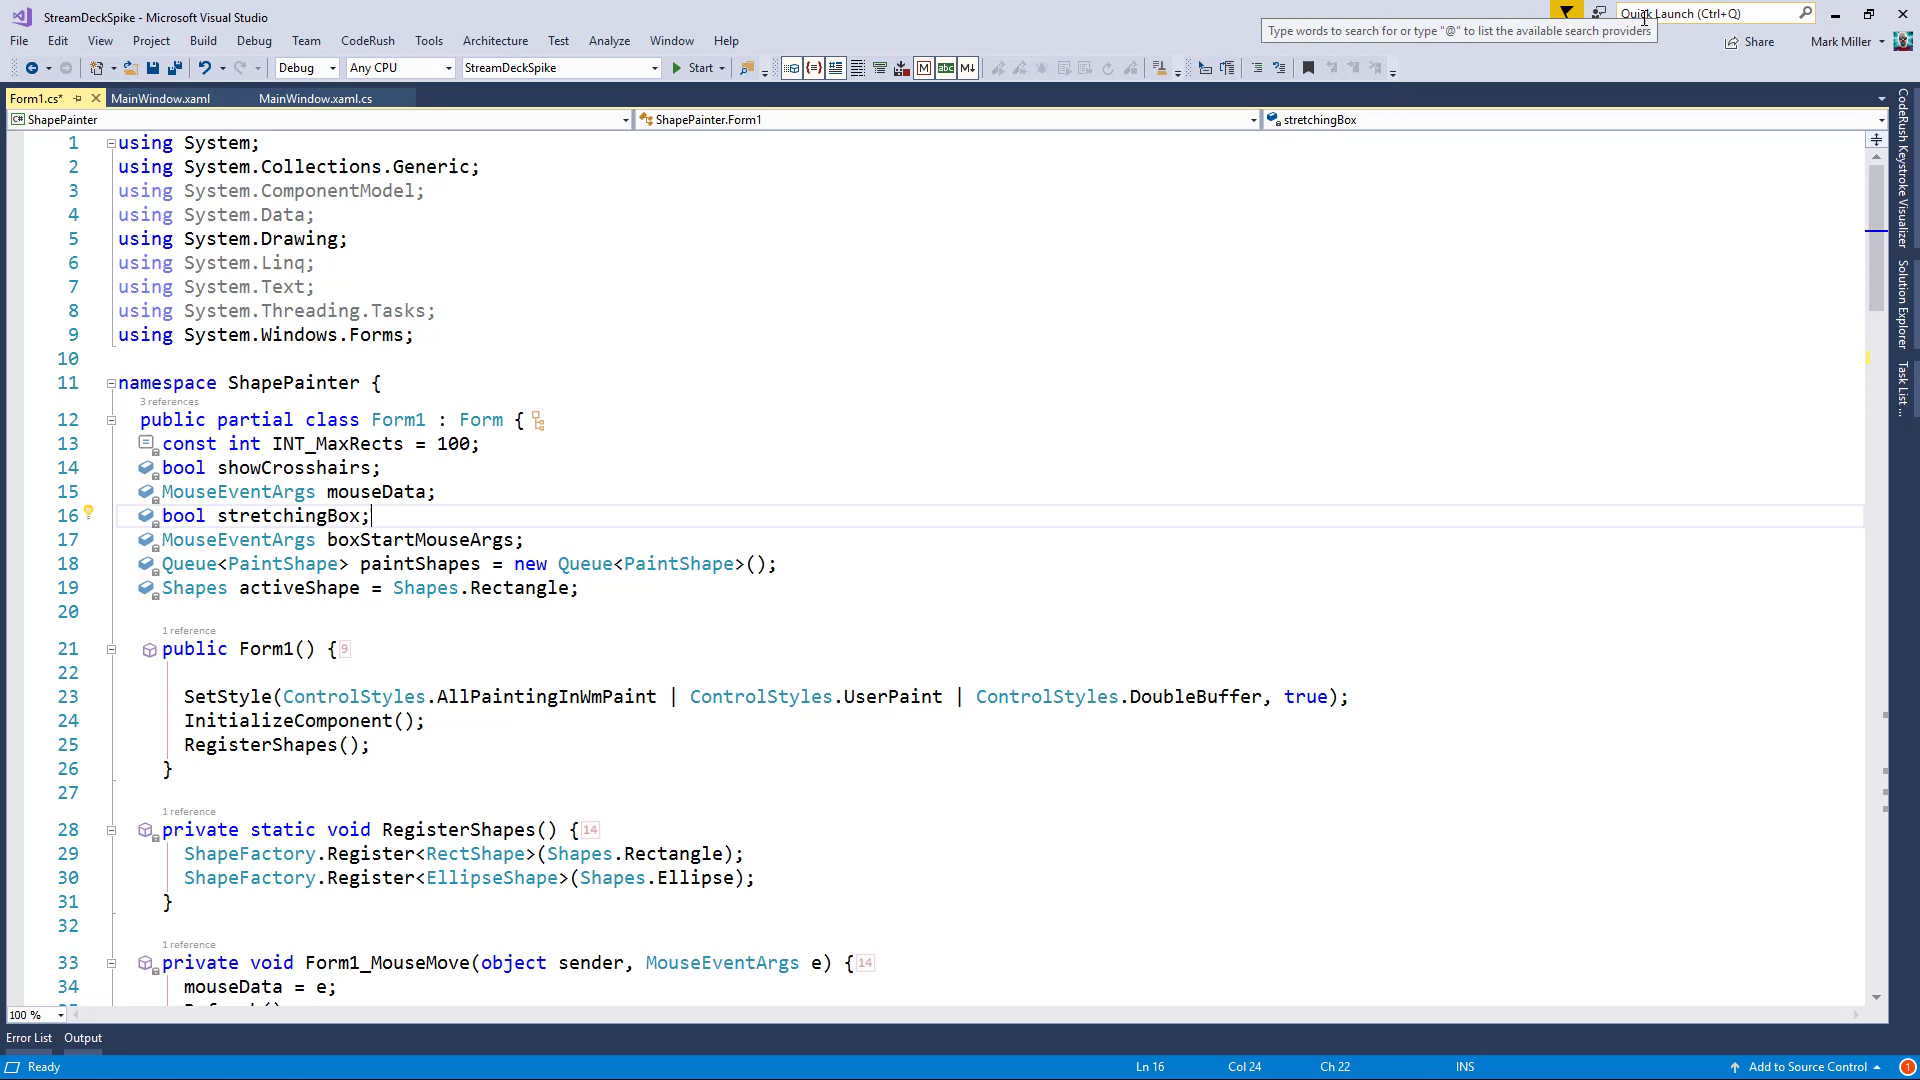 StreamDeckSpike - Microsoft Visual Studio
Quick Launch (Ctrl+Q)
Type words to search for or type "@" to list the available search providers
File Edit View Project Build Debug Team CodeRush Tools Architecture Test Analyze Window Help
Share Mark Miller
Debug Any CPU StreamDeckSpike Start
Form1.cs* MainWindow.xaml MainWindow.xaml.cs
ShapePainter ShapePainter.Form1 stretchingBox
1 using System;
2 using System.Collections.Generic;
3 using System.ComponentModel;
4 using System.Data;
5 using System.Drawing;
6 using System.Linq;
7 using System.Text;
8 using System.Threading.Tasks;
9 using System.Windows.Forms;
10
11 namespace ShapePainter {
3 references
12 public partial class Form1 : Form {
13 const int INT_MaxRects = 100;
14 bool showCrosshairs;
15 MouseEventArgs mouseData;
16 bool stretchingBox;
17 MouseEventArgs boxStartMouseArgs;
18 Queue<PaintShape> paintShapes = new Queue<PaintShape>();
19 Shapes activeShape = Shapes.Rectangle;
20
1 reference
21 public Form1() { 9
22
23 SetStyle(ControlStyles.AllPaintingInWmPaint | ControlStyles.UserPaint | ControlStyles.DoubleBuffer, true);
24 InitializeComponent();
25 RegisterShapes();
26 }
27
1 reference
28 private static void RegisterShapes() { 14
29 ShapeFactory.Register<RectShape>(Shapes.Rectangle);
30 ShapeFactory.Register<EllipseShape>(Shapes.Ellipse);
31 }
32
1 reference
33 private void Form1_MouseMove(object sender, MouseEventArgs e) { 14
34 mouseData = e;
100 %
Error List Output
Ready Ln 16 Col 24 Ch 22 INS Add to Source Control 1
CodeRush Keystroke Visualizer
Solution Explorer
Task List ...